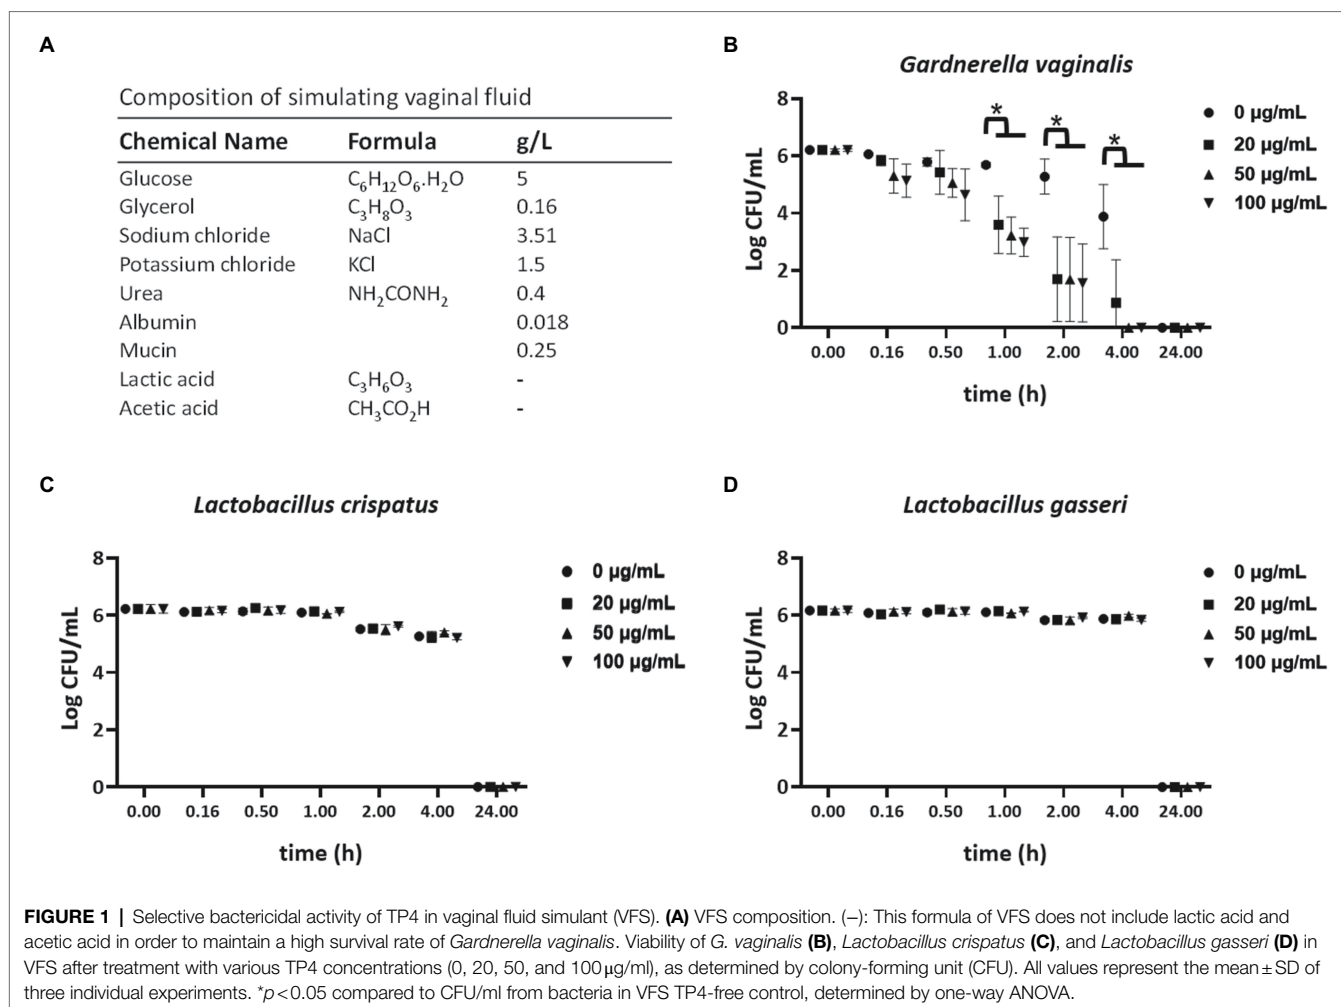 A
Composition of simulating vaginal fluid
Chemical Name Formula g/L
Glucose C6H12O6.H2O 5
Glycerol C3H8O3 0.16
Sodium chloride NaCl 3.51
Potassium chloride KCl 1.5
Urea NH2CONH2 0.4
Albumin 0.018
Mucin 0.25
Lactic acid C3H6O3 -
Acetic acid CH3CO2H -
B
Gardnerella vaginalis
8
6
4
2
0
Log CFU/mL
* * *
0.00 0.16 0.50 1.00 2.00 4.00 24.00
time (h)
0 µg/mL
20 µg/mL
50 µg/mL
100 µg/mL
C
Lactobacillus crispatus
8
6
4
2
0
Log CFU/mL
0.00 0.16 0.50 1.00 2.00 4.00 24.00
time (h)
0 µg/mL
20 µg/mL
50 µg/mL
100 µg/mL
D
Lactobacillus gasseri
8
6
4
2
0
Log CFU/mL
0.00 0.16 0.50 1.00 2.00 4.00 24.00
time (h)
0 µg/mL
20 µg/mL
50 µg/mL
100 µg/mL
FIGURE 1 | Selective bactericidal activity of TP4 in vaginal fluid simulant (VFS). (A) VFS composition. (–): This formula of VFS does not include lactic acid and
acetic acid in order to maintain a high survival rate of Gardnerella vaginalis. Viability of G. vaginalis (B), Lactobacillus crispatus (C), and Lactobacillus gasseri (D) in
VFS after treatment with various TP4 concentrations (0, 20, 50, and 100 µg/ml), as determined by colony-forming unit (CFU). All values represent the mean ± SD of
three individual experiments. *p < 0.05 compared to CFU/ml from bacteria in VFS TP4-free control, determined by one-way ANOVA.